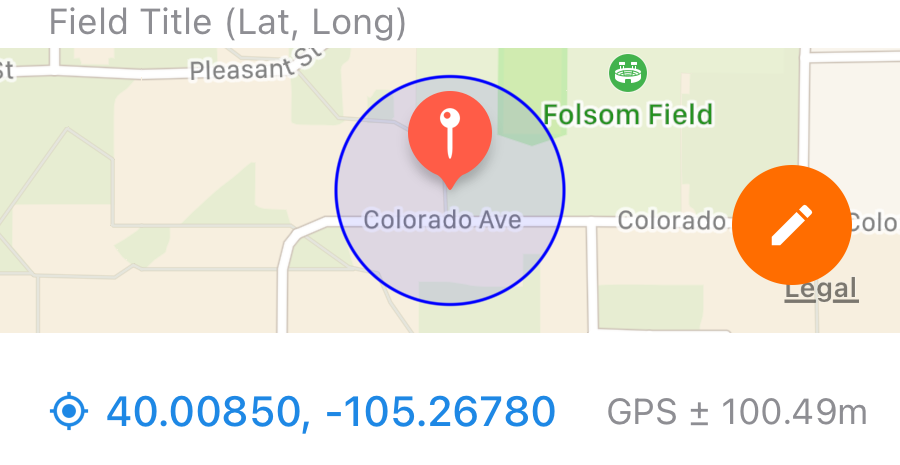 Field Title (Lat, Long)
St
Pleasant St
Folsom Field
Colorado Ave
Colorado
Colo
Legal
40.00850, -105.26780
GPS ± 100.49m